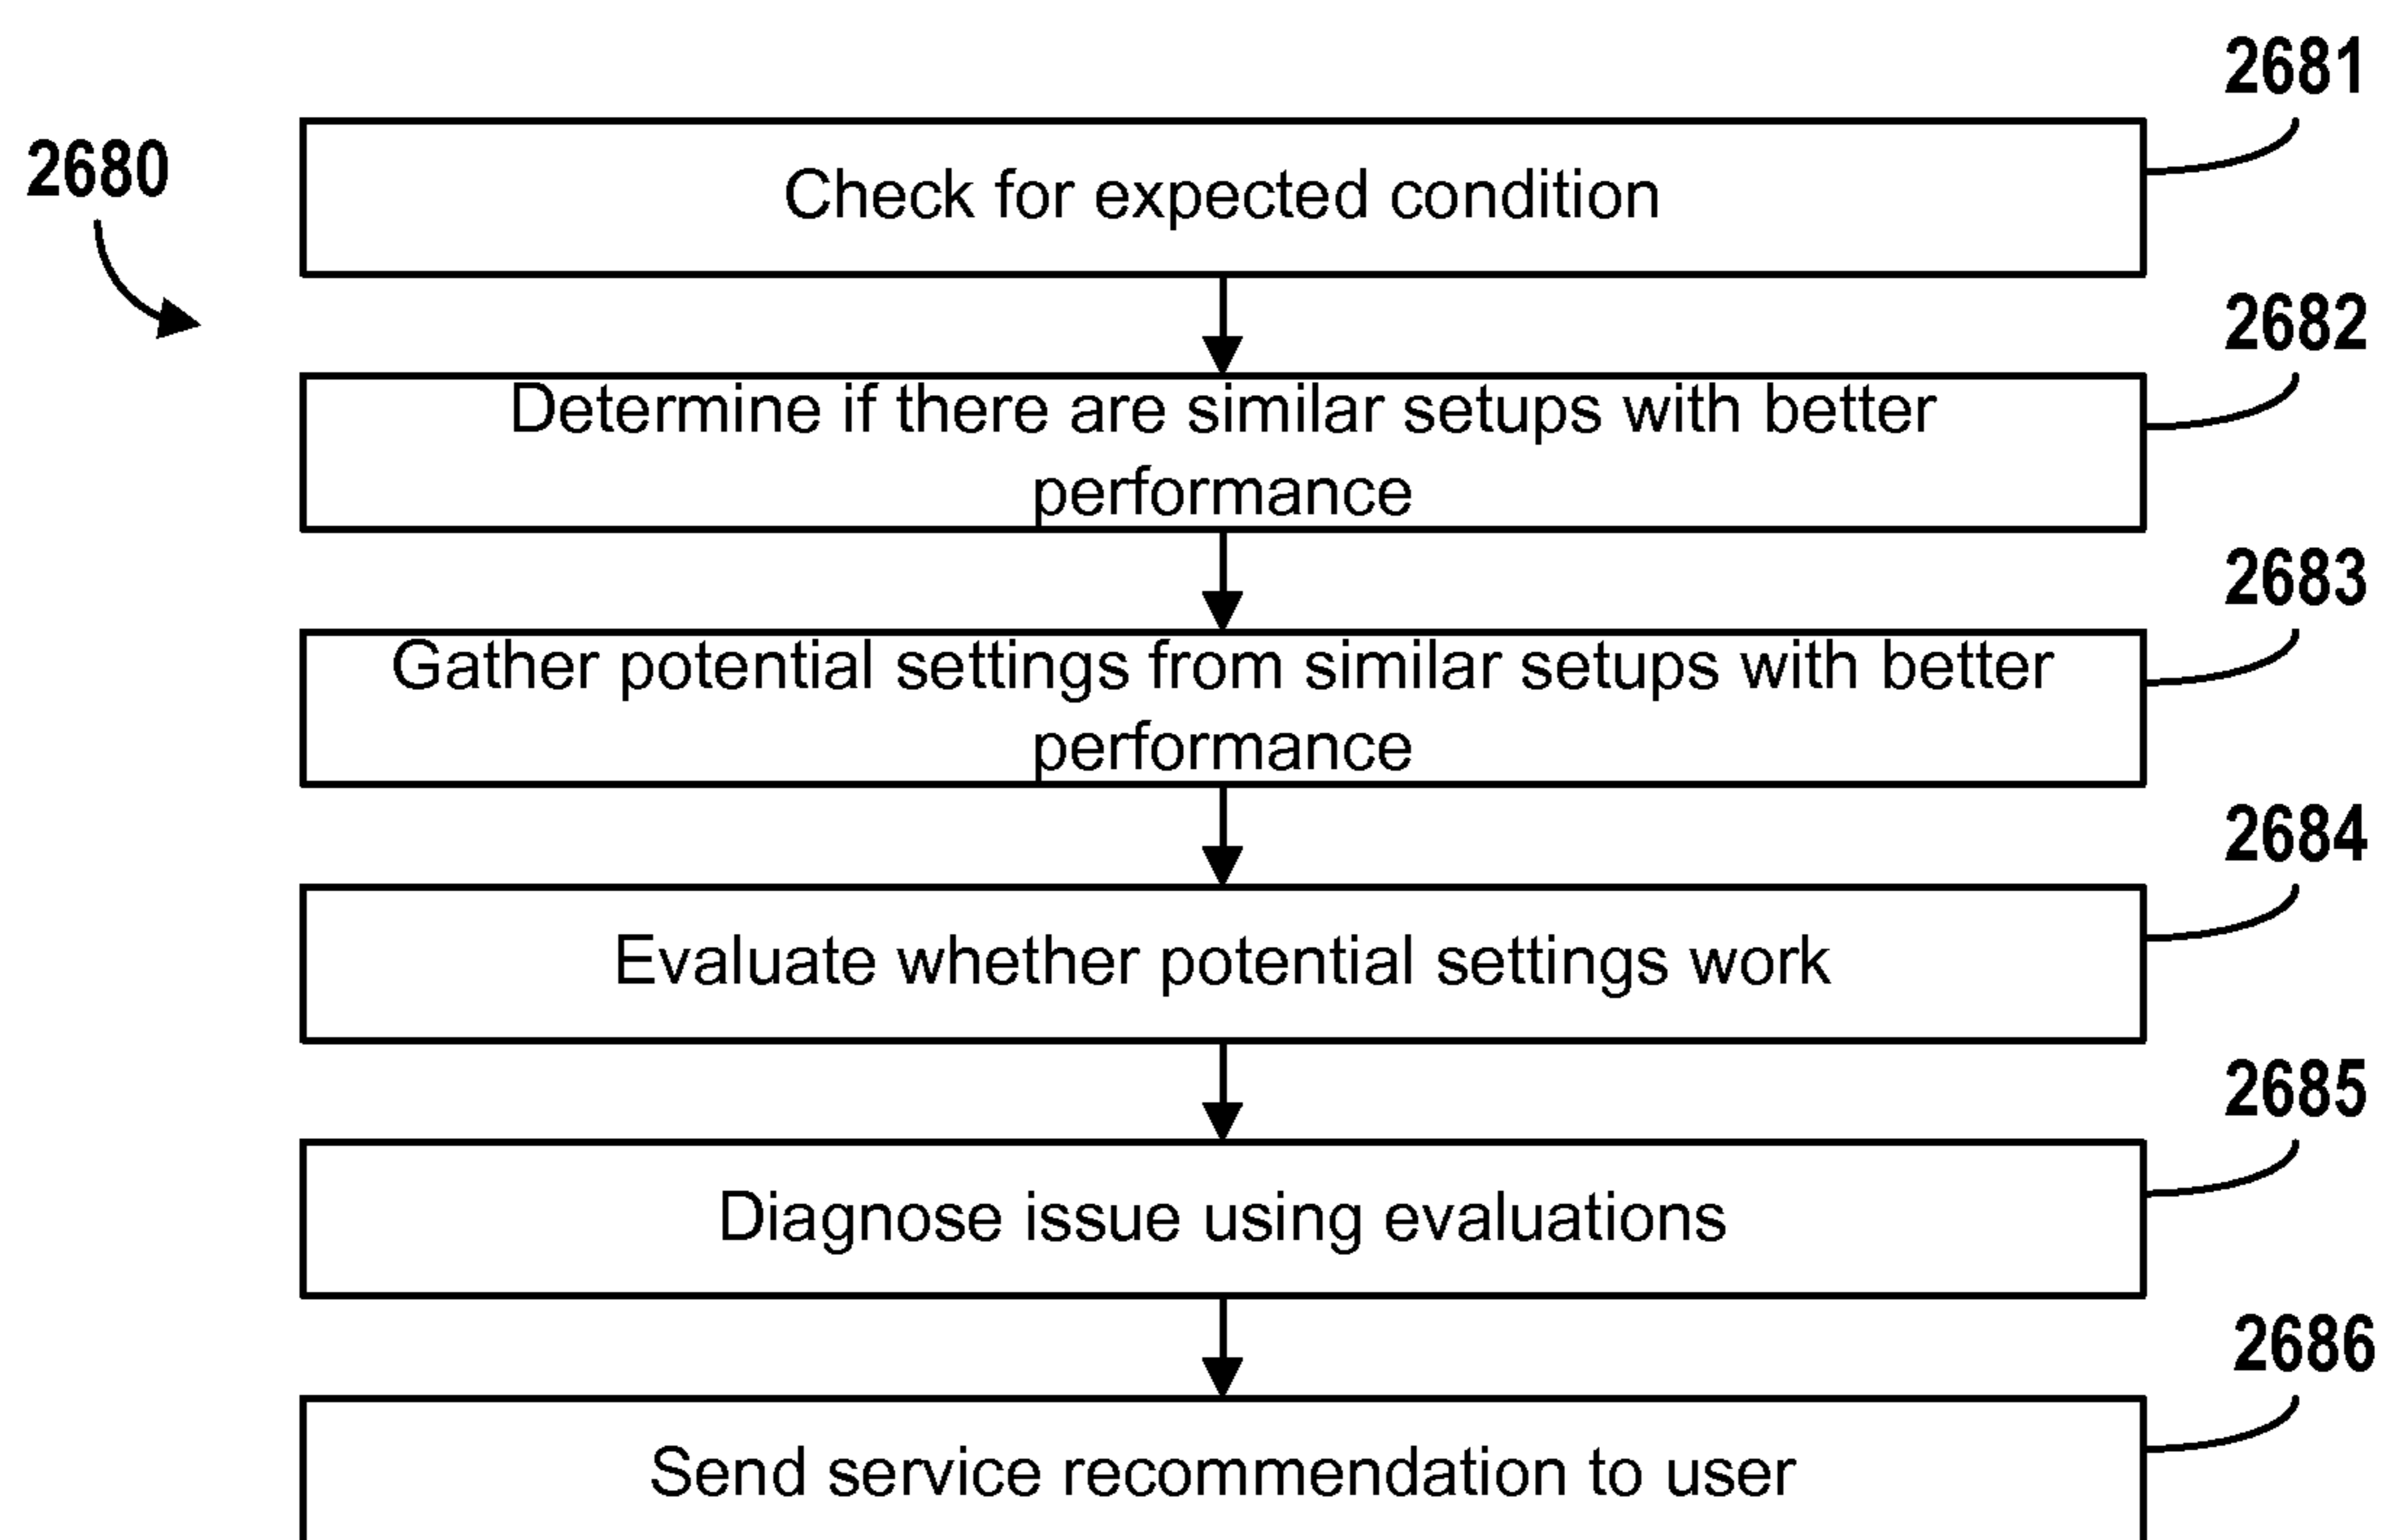 2681
2680
Check for expected condition
2682
Determine if there are similar setups with better
performance
2683
Gather potential settings from similar setups with better
performance
2684
Evaluate whether potential settings work
2685
Diagnose issue using evaluations
2686
Send service recommendation to user